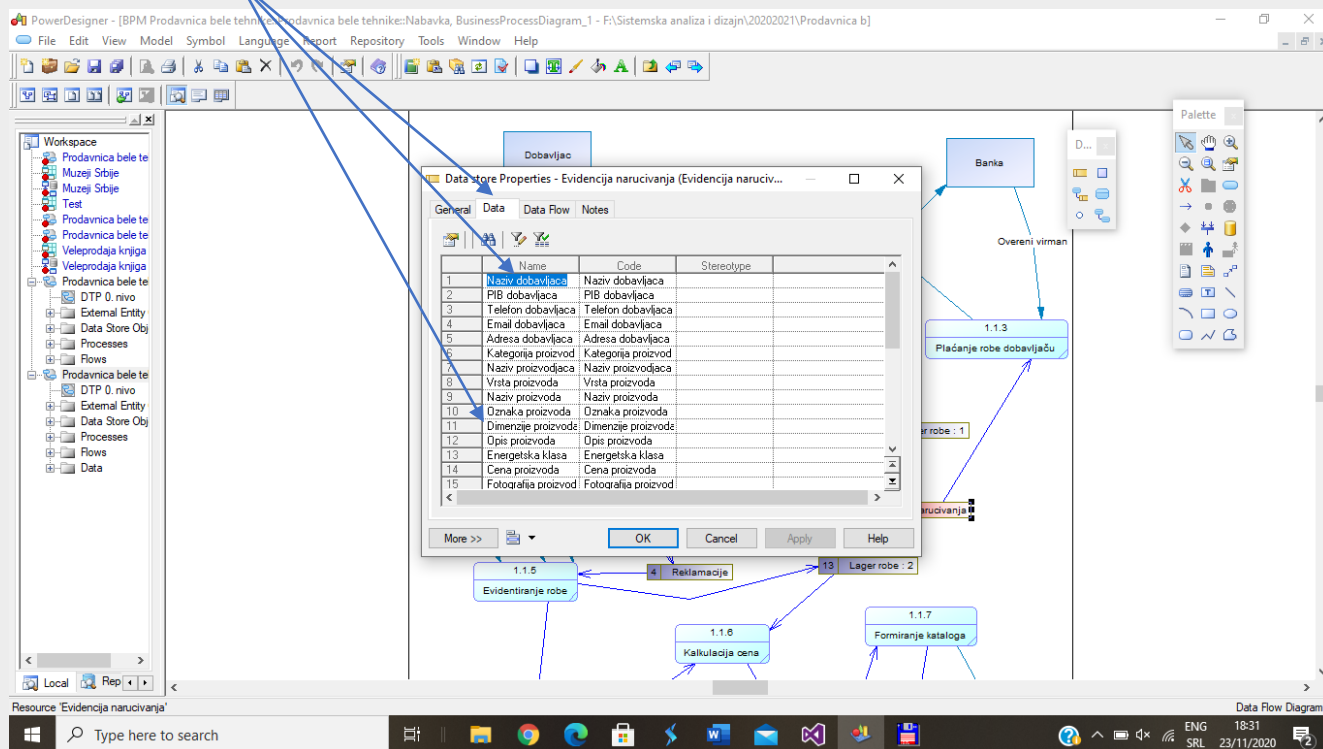 PowerDesigner - [BPM Prodavnica bele tehnike::Prodavnica bele tehnike::Nabavka, BusinessProcessDiagram_1 - F:\Sistemska analiza i dizajn\20202021\Prodavnica b]
File Edit View Model Symbol Language Report Repository Tools Window Help
Palette
D...
Workspace
Prodavnica bele te
Muzeji Srbije
Muzeji Srbije
Test
Prodavnica bele te
Prodavnica bele te
Veleprodaja knjiga
Veleprodaja knjiga
Prodavnica bele te
DTP 0. nivo
External Entity
Data Store Obj
Processes
Flows
Prodavnica bele te
DTP 0. nivo
External Entity
Data Store Obj
Processes
Flows
Data
Local Rep
Dobavljac
Banka
Overeni virman
1.1.3
Plaćanje robe dobavljaču
er robe : 1
arucivanja
Data store Properties - Evidencija narucivanja (Evidencija naruciv...
General Data Data Flow Notes
Name Code Stereotype
1 Naziv dobavljaca Naziv dobavljaca
2 PIB dobavljaca PIB dobavljaca
3 Telefon dobavljaca Telefon dobavljaca
4 Email dobavljaca Email dobavljaca
5 Adresa dobavljaca Adresa dobavljaca
6 Kategorija proizvod Kategorija proizvod
7 Naziv proizvodjaca Naziv proizvodjaca
8 Vrsta proizvoda Vrsta proizvoda
9 Naziv proizvoda Naziv proizvoda
10 Oznaka proizvoda Oznaka proizvoda
11 Dimenzije proizvoda Dimenzije proizvoda
12 Opis proizvoda Opis proizvoda
13 Energetska klasa Energetska klasa
14 Cena proizvoda Cena proizvoda
15 Fotografija proizvod Fotografija proizvod
More >> OK Cancel Apply Help
1.1.5
Evidentiranje robe
4 Reklamacije
13 Lager robe : 2
1.1.6
Kalkulacija cena
1.1.7
Formiranje kataloga
Resource 'Evidencija narucivanja'
Data Flow Diagram
Type here to search
ENG
SRL
18:31
23/11/2020
2